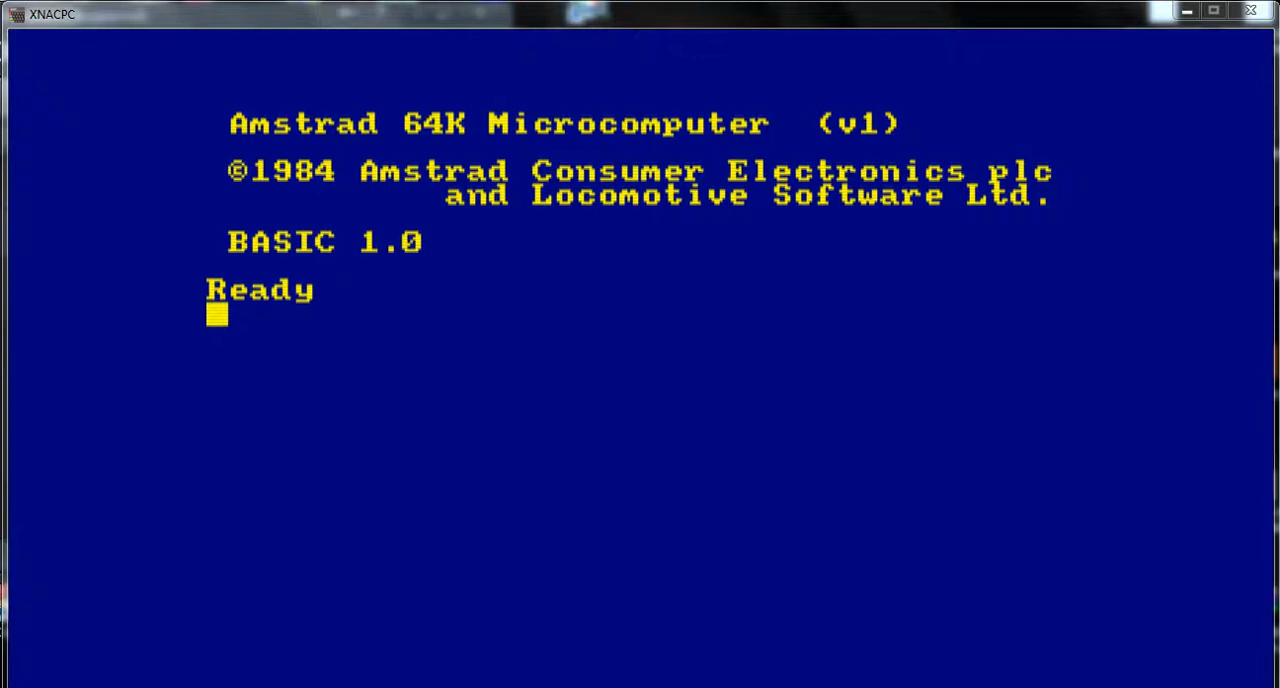 XNACPC
Amstrad 64K Microcomputer (v1)
©1984 Amstrad Consumer Electronics plc
and Locomotive Software Ltd.
BASIC 1.0
Ready